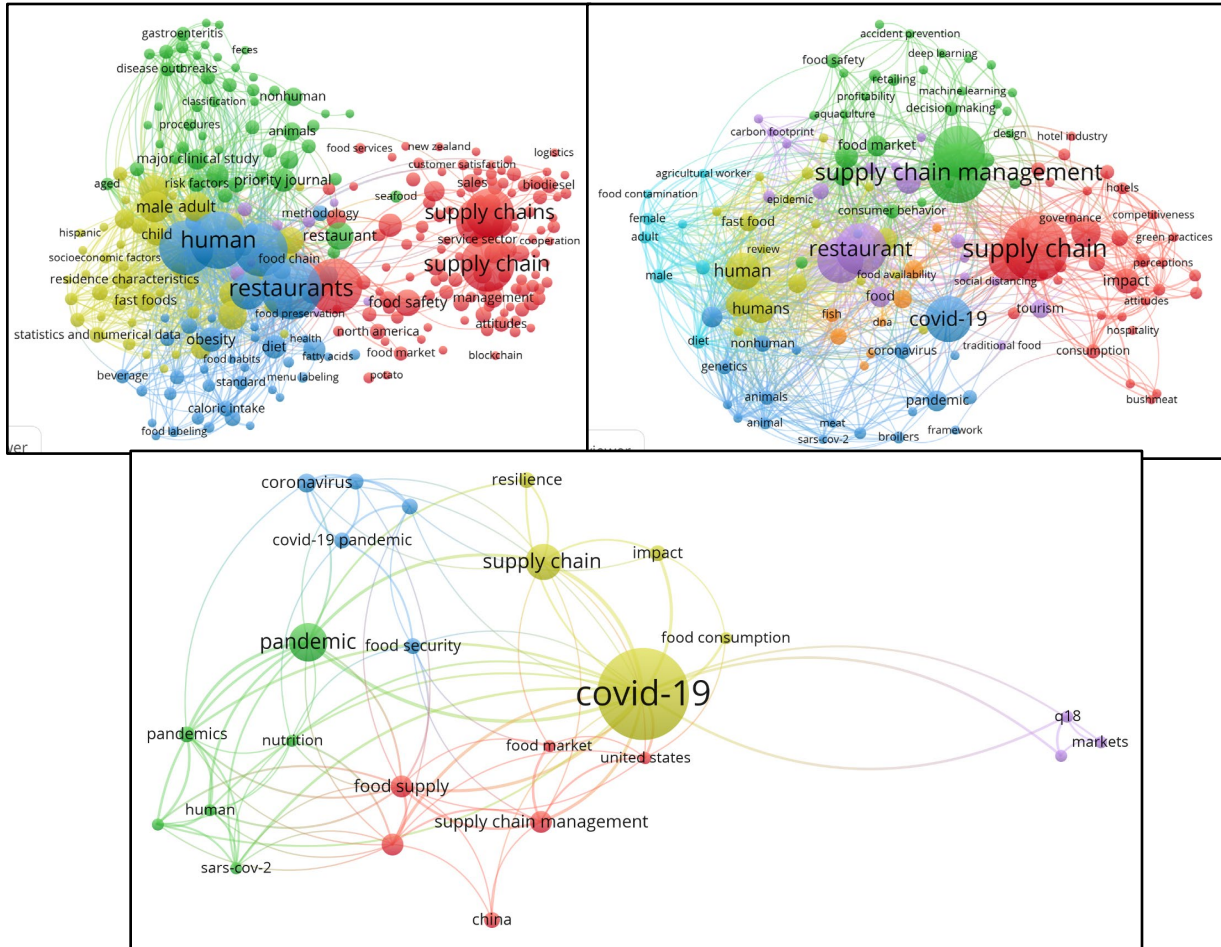 gastroenteritis
feces
disease outbreaks
classification
nonhuman
procedures
animals
major clinical study
food services
new zealand
logistics
customer satisfaction
aged
risk factors
priority journal
sales
biodiesel
seafood
male adult
methodology
supply chains
hispanic
child
human
restaurant
service sector
cooperation
socioeconomic factors
food chain
supply chain
residence characteristics
restaurants
management
fast foods
food safety
food preservation
attitudes
statistics and numerical data
north america
obesity
health
diet
food market
blockchain
food habits
fatty acids
beverage
standard
menu labeling
potato
caloric intake
food labeling
wer
accident prevention
deep learning
food safety
retailing
profitability
machine learning
decision making
aquaculture
carbon footprint
design
hotel industry
food market
agricultural worker
supply chain management
food contamination
epidemic
hotels
consumer behavior
female
governance
competitiveness
fast food
adult
green practices
review
restaurant
supply chain
perceptions
male
human
food availability
social distancing
impact
food
attitudes
humans
tourism
fish
dna
covid-19
hospitality
diet
nonhuman
coronavirus
traditional food
consumption
genetics
animals
pandemic
bushmeat
animal
meat
framework
sars-cov-2
broilers
coronavirus
resilience
covid-19 pandemic
supply chain
impact
pandemic
food security
food consumption
covid-19
q18
pandemics
nutrition
food market
markets
united states
food supply
human
supply chain management
sars-cov-2
china